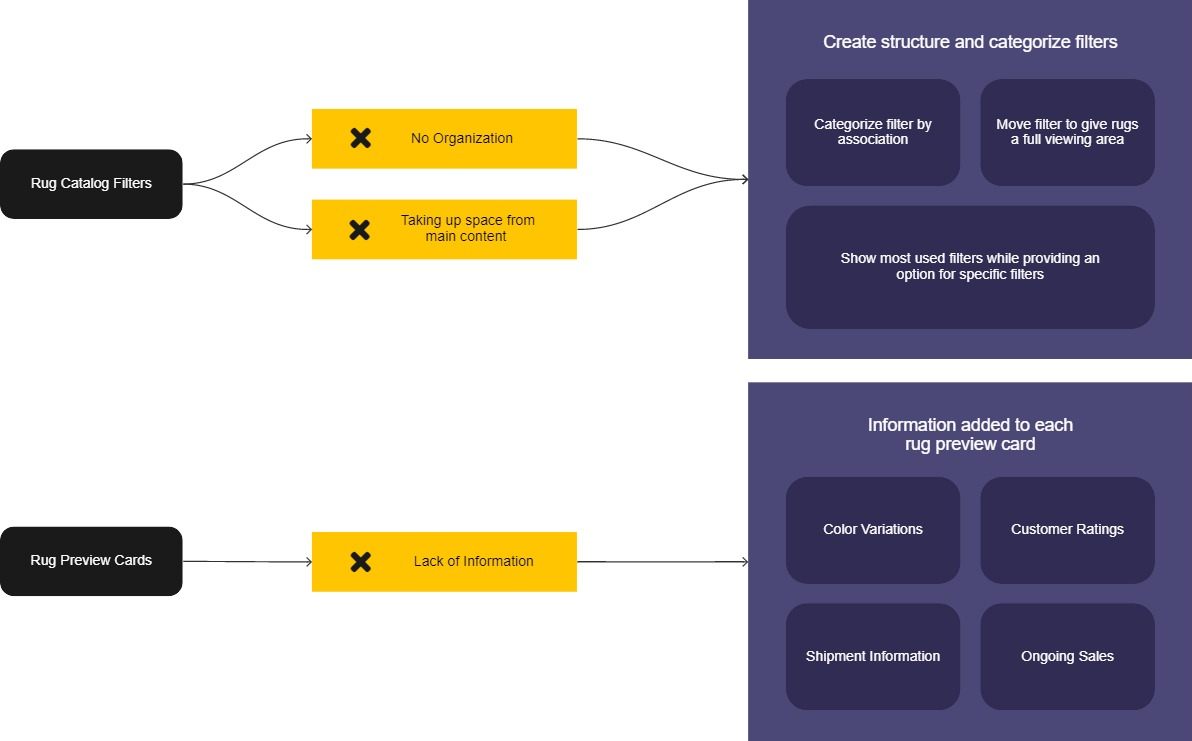 Create structure and categorize filters
Categorize filter by
association
Move filter to give rugs
a full viewing area
No Organization
Rug Catalog Filters
Taking up space from
main content
Show most used filters while providing an
option for specific filters
Information added to each
rug preview card
Color Variations
Customer Ratings
Rug Preview Cards
Lack of Information
Shipment Information
Ongoing Sales